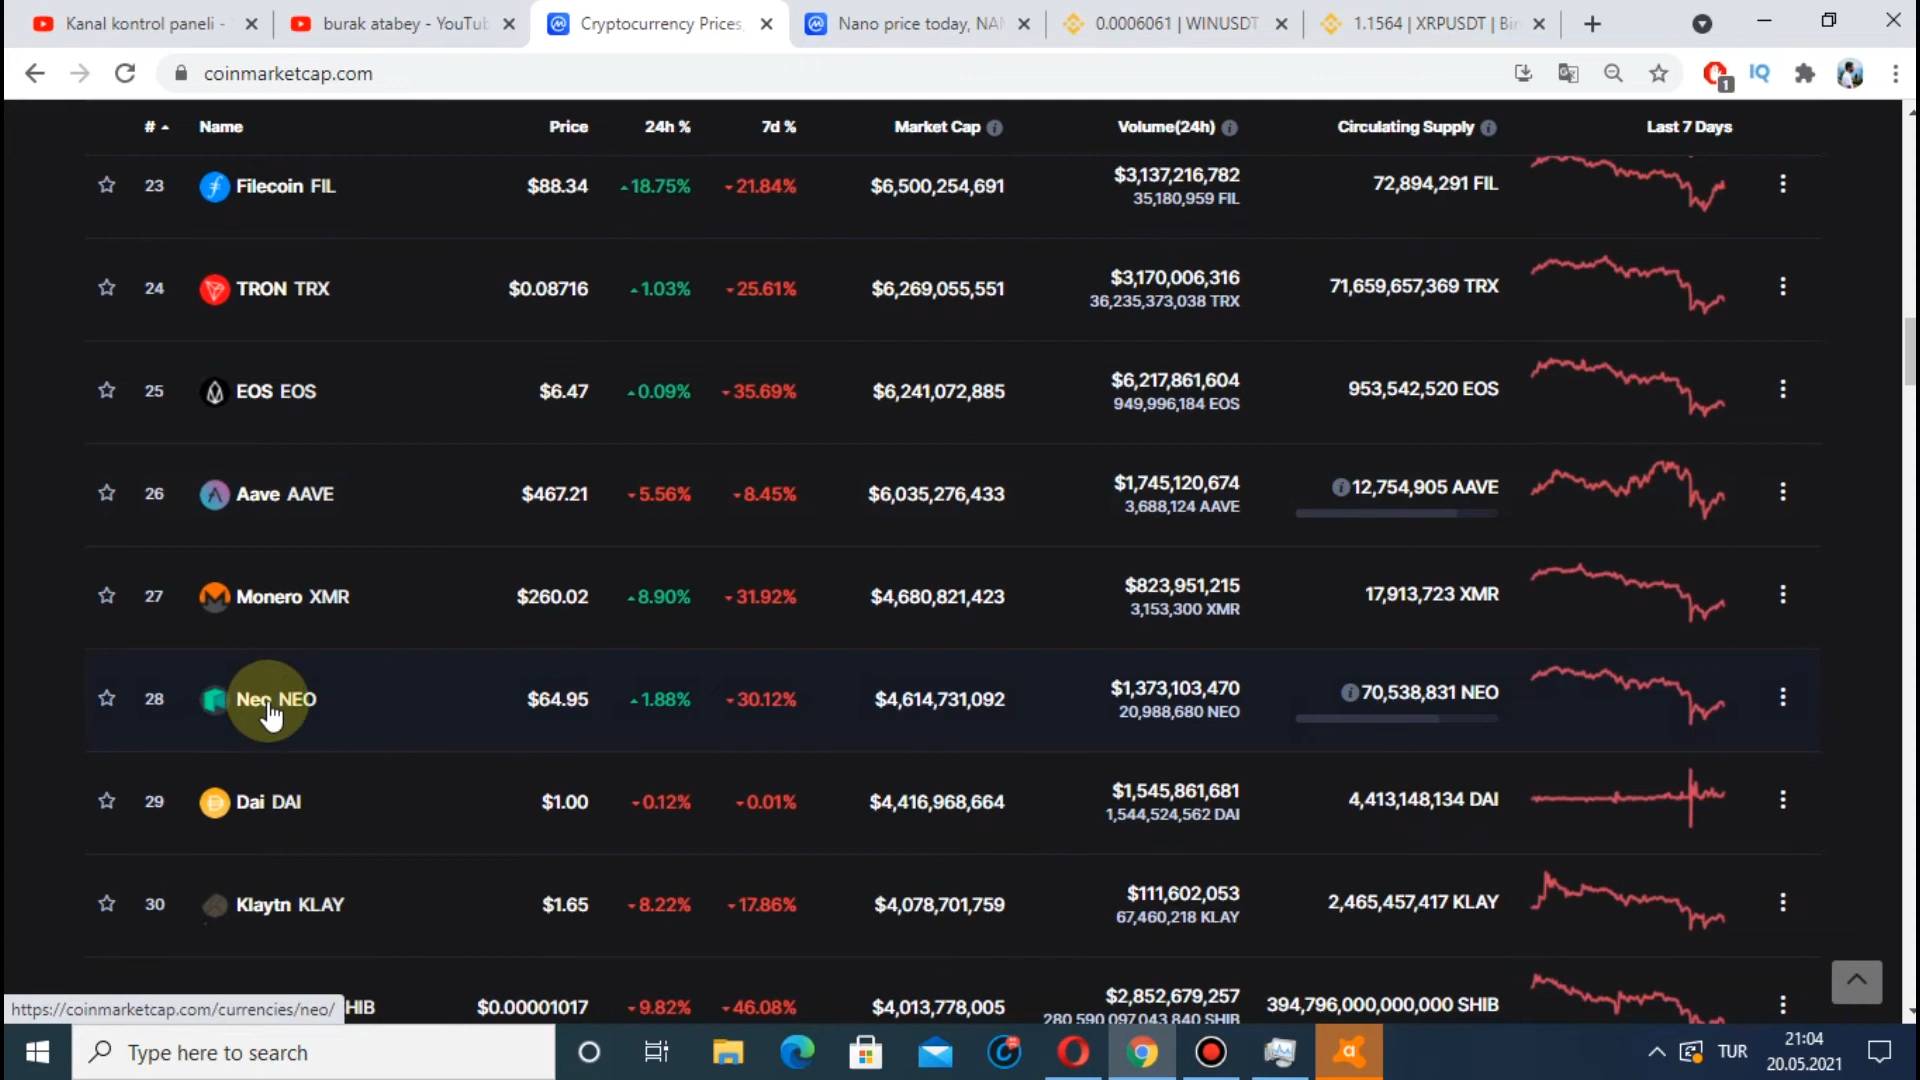 Kanal kontrol paneli -
burak atabey - YouTub
Cryptocurrency Prices,
Nano price today, NAN
0.0006061 | WINUSDT
1.1564 | XRPUSDT | Bin
coinmarketcap.com
1
IQ
# Name Price 24h % 7d % Market Cap Volume(24h) Circulating Supply Last 7 Days
23 Filecoin FIL $88.34 18.75% 21.84% $6,500,254,691 $3,137,216,782 72,894,291 FIL
35,180,959 FIL
24 TRON TRX $0.08716 1.03% 25.61% $6,269,055,551 $3,170,006,316 71,659,657,369 TRX
36,235,373,038 TRX
25 EOS EOS $6.47 0.09% 35.69% $6,241,072,885 $6,217,861,604 953,542,520 EOS
949,996,184 EOS
26 Aave AAVE $467.21 5.56% 8.45% $6,035,276,433 $1,745,120,674 12,754,905 AAVE
3,688,124 AAVE
27 Monero XMR $260.02 8.90% 31.92% $4,680,821,423 $823,951,215 17,913,723 XMR
3,153,300 XMR
28 Neo NEO $64.95 1.88% 30.12% $4,614,731,092 $1,373,103,470 70,538,831 NEO
20,988,680 NEO
29 Dai DAI $1.00 0.12% 0.01% $4,416,968,664 $1,545,861,681 4,413,148,134 DAI
1,544,524,562 DAI
30 Klaytn KLAY $1.65 8.22% 17.86% $4,078,701,759 $111,602,053 2,465,457,417 KLAY
67,460,218 KLAY
https://coinmarketcap.com/currencies/neo/ HIB $0.00001017 9.82% 46.08% $4,013,778,005 $2,852,679,257 394,796,000,000,000 SHIB
280,590,097,043,840 SHIB
Type here to search
TUR
21:04
20.05.2021